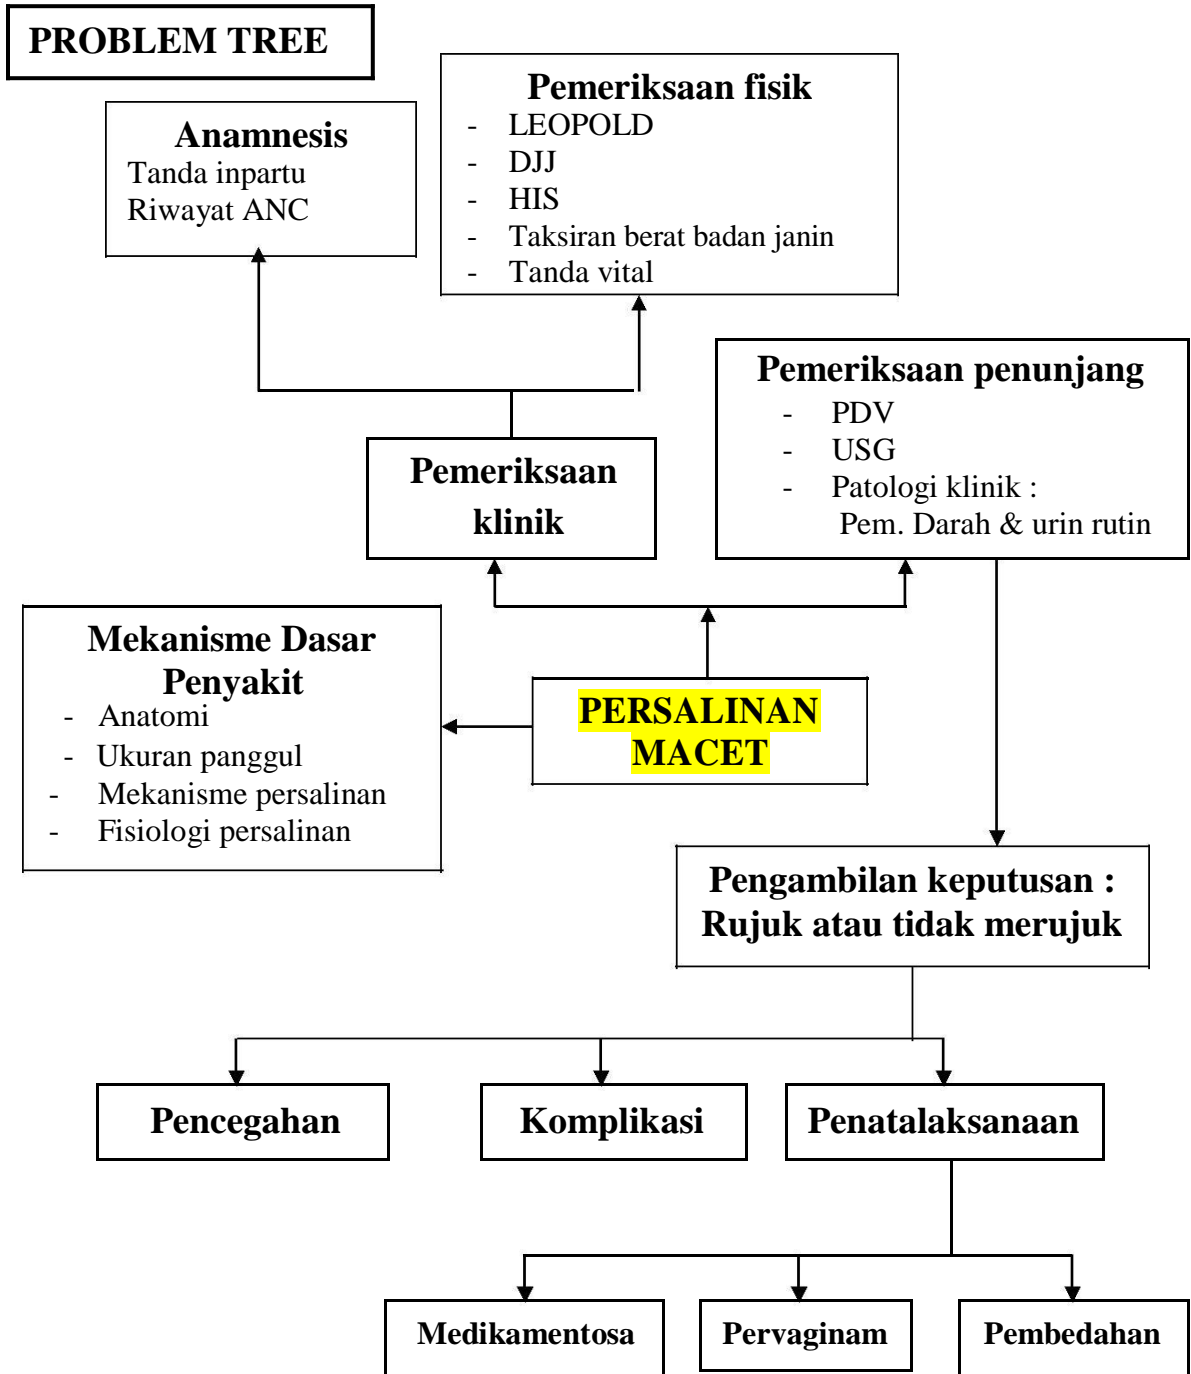 PROBLEM TREE
Anamnesis
Tanda inpartu
Riwayat ANC
Pemeriksaan fisik
- LEOPOLD
- DJJ
- HIS
- Taksiran berat badan janin
- Tanda vital
Pemeriksaan penunjang
- PDV
- USG
- Patologi klinik :
Pem. Darah & urin rutin
Pemeriksaan
klinik
Mekanisme Dasar
Penyakit
- Anatomi
- Ukuran panggul
- Mekanisme persalinan
- Fisiologi persalinan
PERSALINAN
MACET
Pengambilan keputusan :
Rujuk atau tidak merujuk
Pencegahan
Komplikasi
Penatalaksanaan
Medikamentosa
Pervaginam
Pembedahan